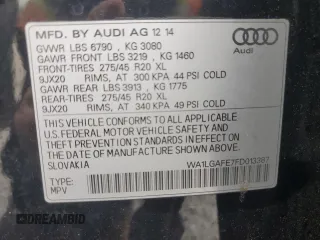 MFD. BY AUDI AG 12 14
GVWR LBS 6790 , KG 3080
GAWR FRONT LBS 3219 , KG 1460
FRONT-TIRES 275/45 R20 XL
9JX20 RIMS, AT 300 KPA 44 PSI COLD
GAWR REAR LBS 3913 , KG 1775
REAR-TIRES 275/45 R20 XL
9JX20 RIMS, AT 340 KPA 49 PSI COLD
Audi
THIS VEHICLE CONFORMS TO ALL APPLICABLE
U.S. FEDERAL MOTOR VEHICLE SAFETY AND
THEFT PREVENTION STANDARDS IN EFFECT ON
THE DATE OF MANUFACTURE SHOWN ABOVE
SLOVAKIA WA1LGAFE7FD013387
TYPE:
MPV
AUTOBIDMASTER